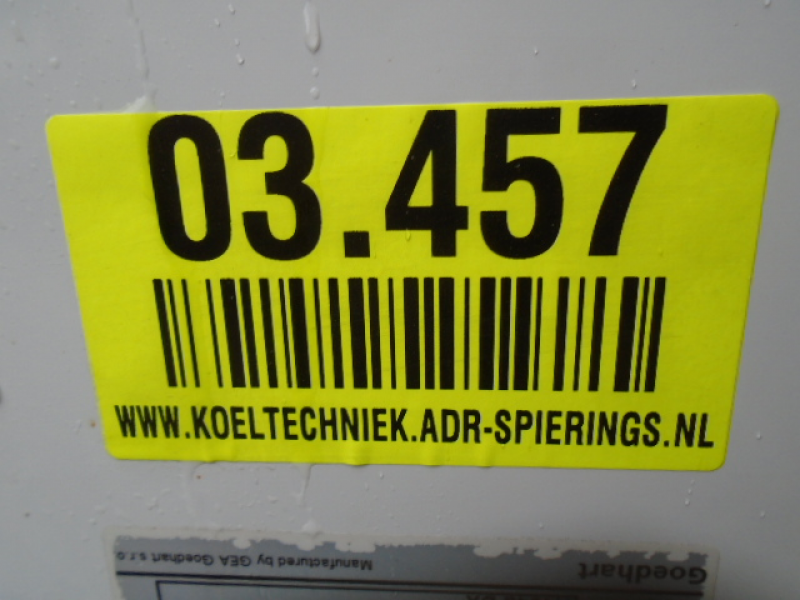 03.457
WWW.KOELTECHNIEK.ADR-SPIERINGS.NL
Goedhart
Manufactured by GEA Goedhart s.r.o